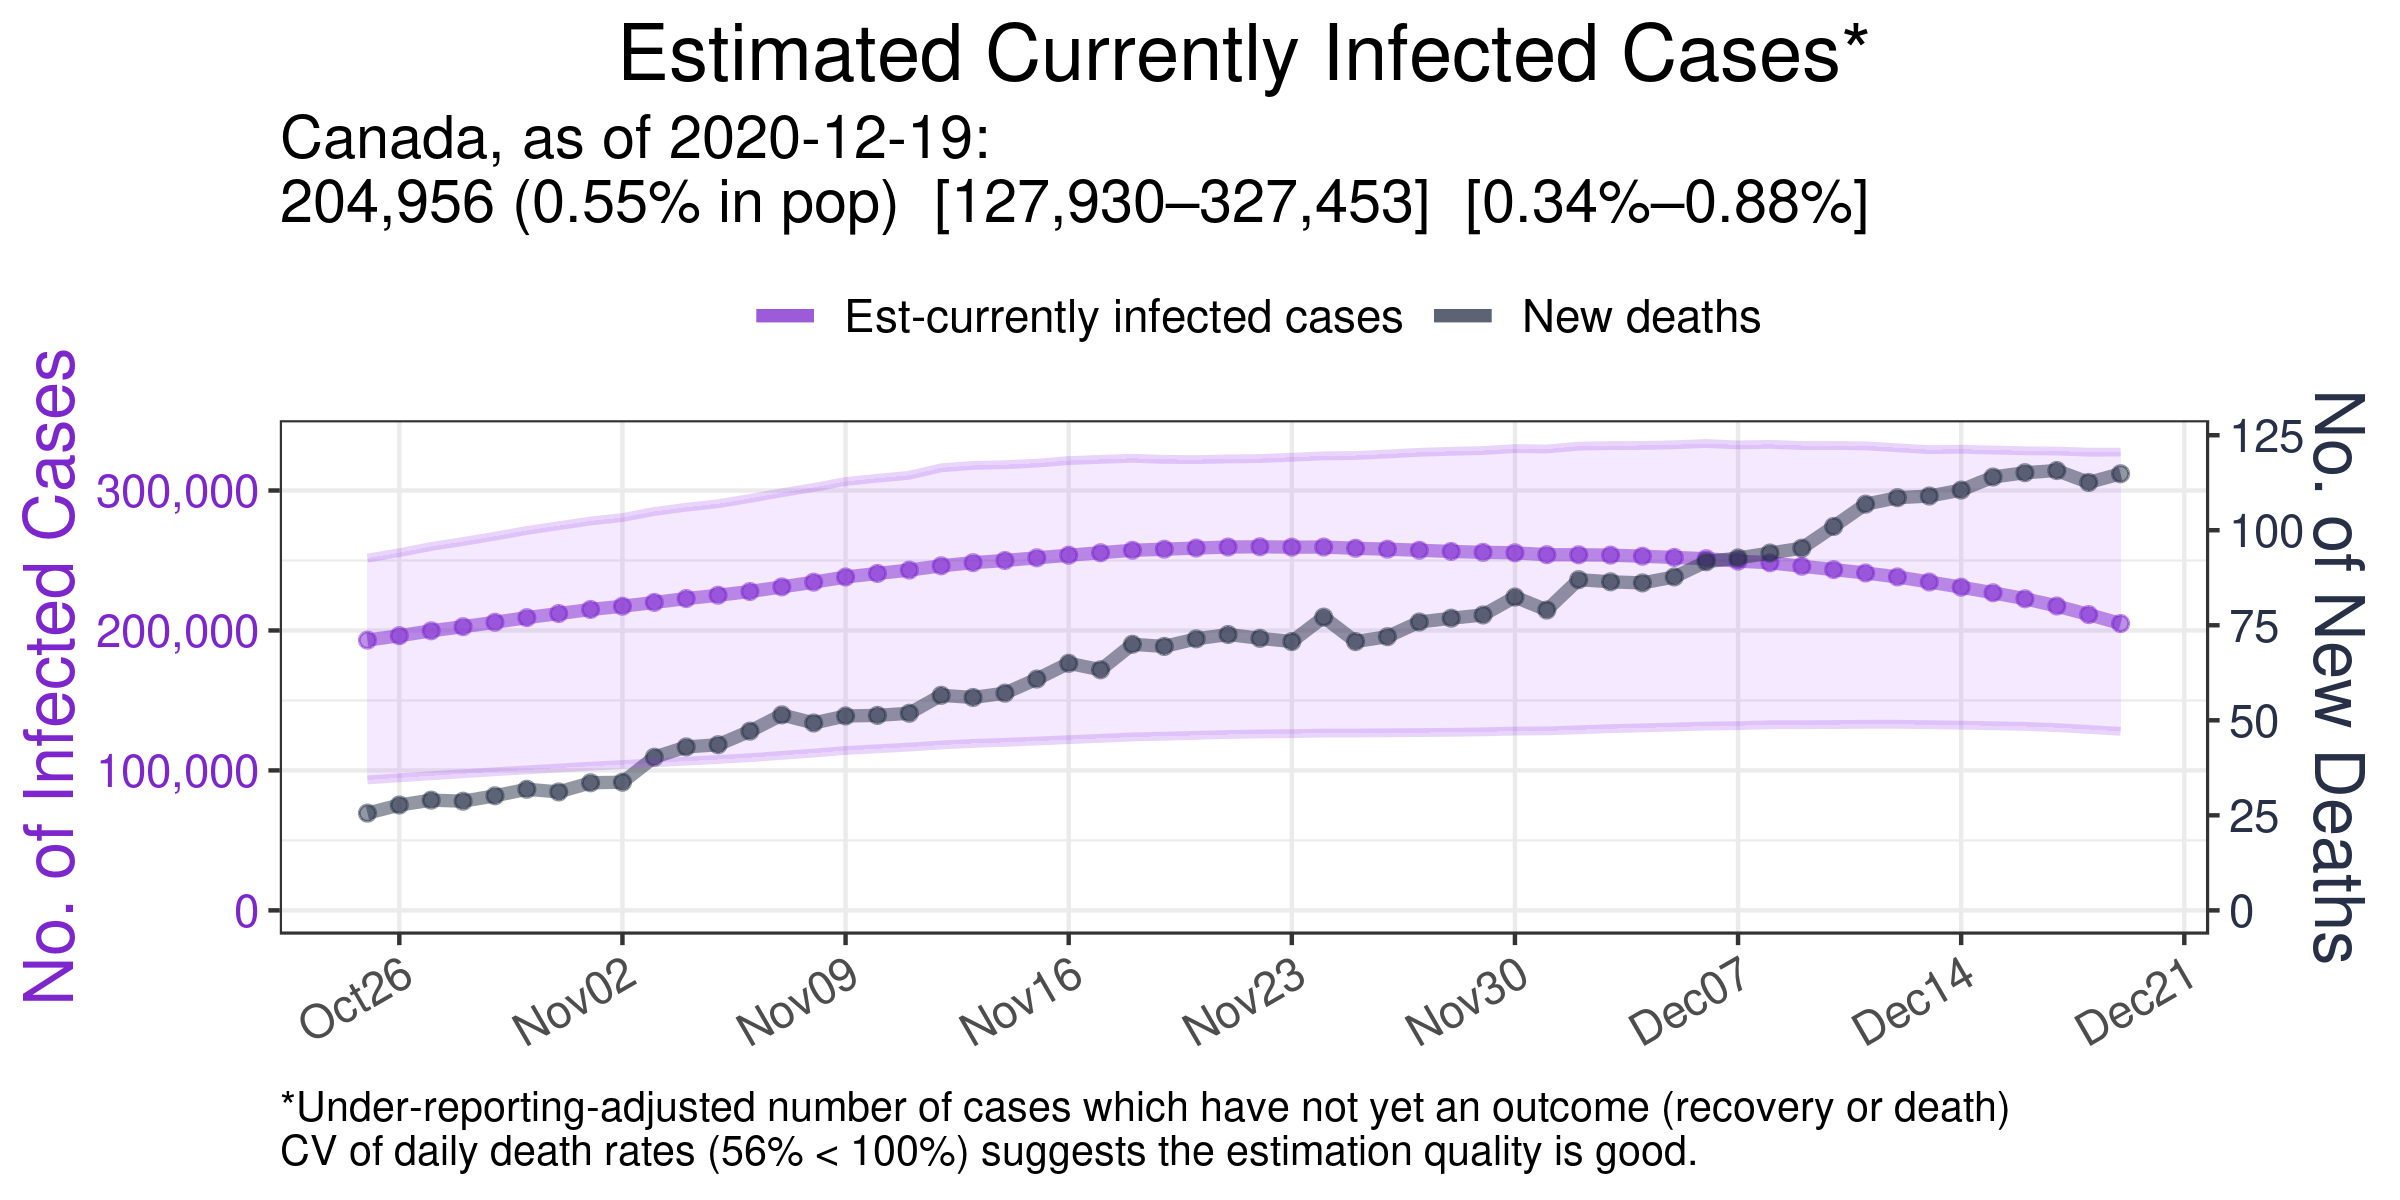 Estimated Currently Infected Cases*
Canada, as of 2020-12-19:
204,956 (0.55% in pop) [127,930–327,453] [0.34%–0.88%]
Est-currently infected cases New deaths
No. of Infected Cases
300,000
200,000
100,000
0
125
100
75
50
25
0
No. of New Deaths
Oct26 Nov02 Nov09 Nov16 Nov23 Nov30 Dec07 Dec14 Dec21
*Under-reporting-adjusted number of cases which have not yet an outcome (recovery or death)
CV of daily death rates (56% < 100%) suggests the estimation quality is good.